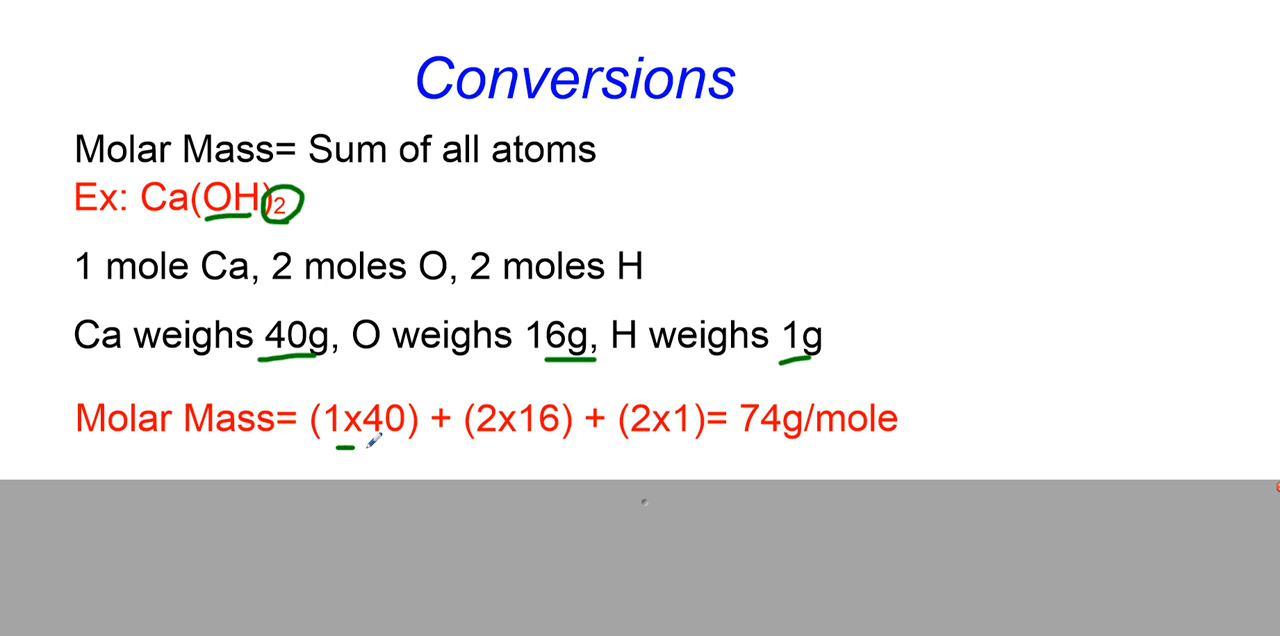 Conversions
Molar Mass= Sum of all atoms
Ex: Ca(OH)₂
1 mole Ca, 2 moles O, 2 moles H
Ca weighs 40g, O weighs 16g, H weighs 1g
Molar Mass= (1x40) + (2x16) + (2x1)= 74g/mole